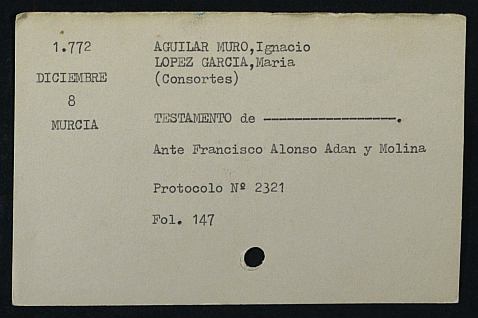 1.772
DICIEMBRE
8
MURCIA
AGUILAR MURO,Ignacio
LOPEZ GARCIA,Maria
(Consortes)
TESTAMENTO de -----------------.
Ante Francisco Alonso Adan y Molina
Protocolo Nº 2321
Fol. 147